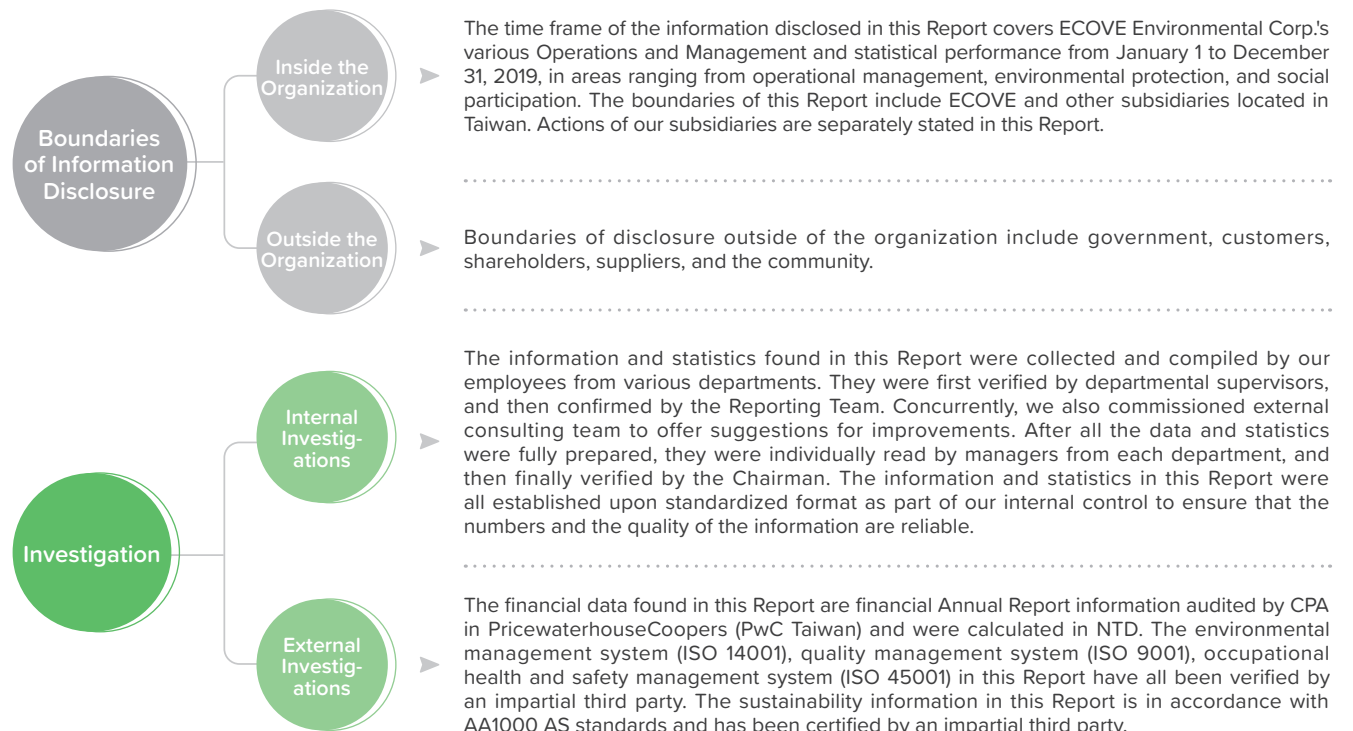 Boundaries
of Information
Disclosure
Inside the
Organization
The time frame of the information disclosed in this Report covers ECOVE Environmental Corp.'s
various Operations and Management and statistical performance from January 1 to December
31, 2019, in areas ranging from operational management, environmental protection, and social
participation. The boundaries of this Report include ECOVE and other subsidiaries located in
Taiwan. Actions of our subsidiaries are separately stated in this Report.
Outside the
Organization
Boundaries of disclosure outside of the organization include government, customers,
shareholders, suppliers, and the community.
Investigation
Internal
Investig-
ations
The information and statistics found in this Report were collected and compiled by our
employees from various departments. They were first verified by departmental supervisors,
and then confirmed by the Reporting Team. Concurrently, we also commissioned external
consulting team to offer suggestions for improvements. After all the data and statistics
were fully prepared, they were individually read by managers from each department, and
then finally verified by the Chairman. The information and statistics in this Report were
all established upon standardized format as part of our internal control to ensure that the
numbers and the quality of the information are reliable.
External
Investig-
ations
The financial data found in this Report are financial Annual Report information audited by CPA
in PricewaterhouseCoopers (PwC Taiwan) and were calculated in NTD. The environmental
management system (ISO 14001), quality management system (ISO 9001), occupational
health and safety management system (ISO 45001) in this Report have all been verified by
an impartial third party. The sustainability information in this Report is in accordance with
AA1000 AS standards and has been certified by an impartial third party.